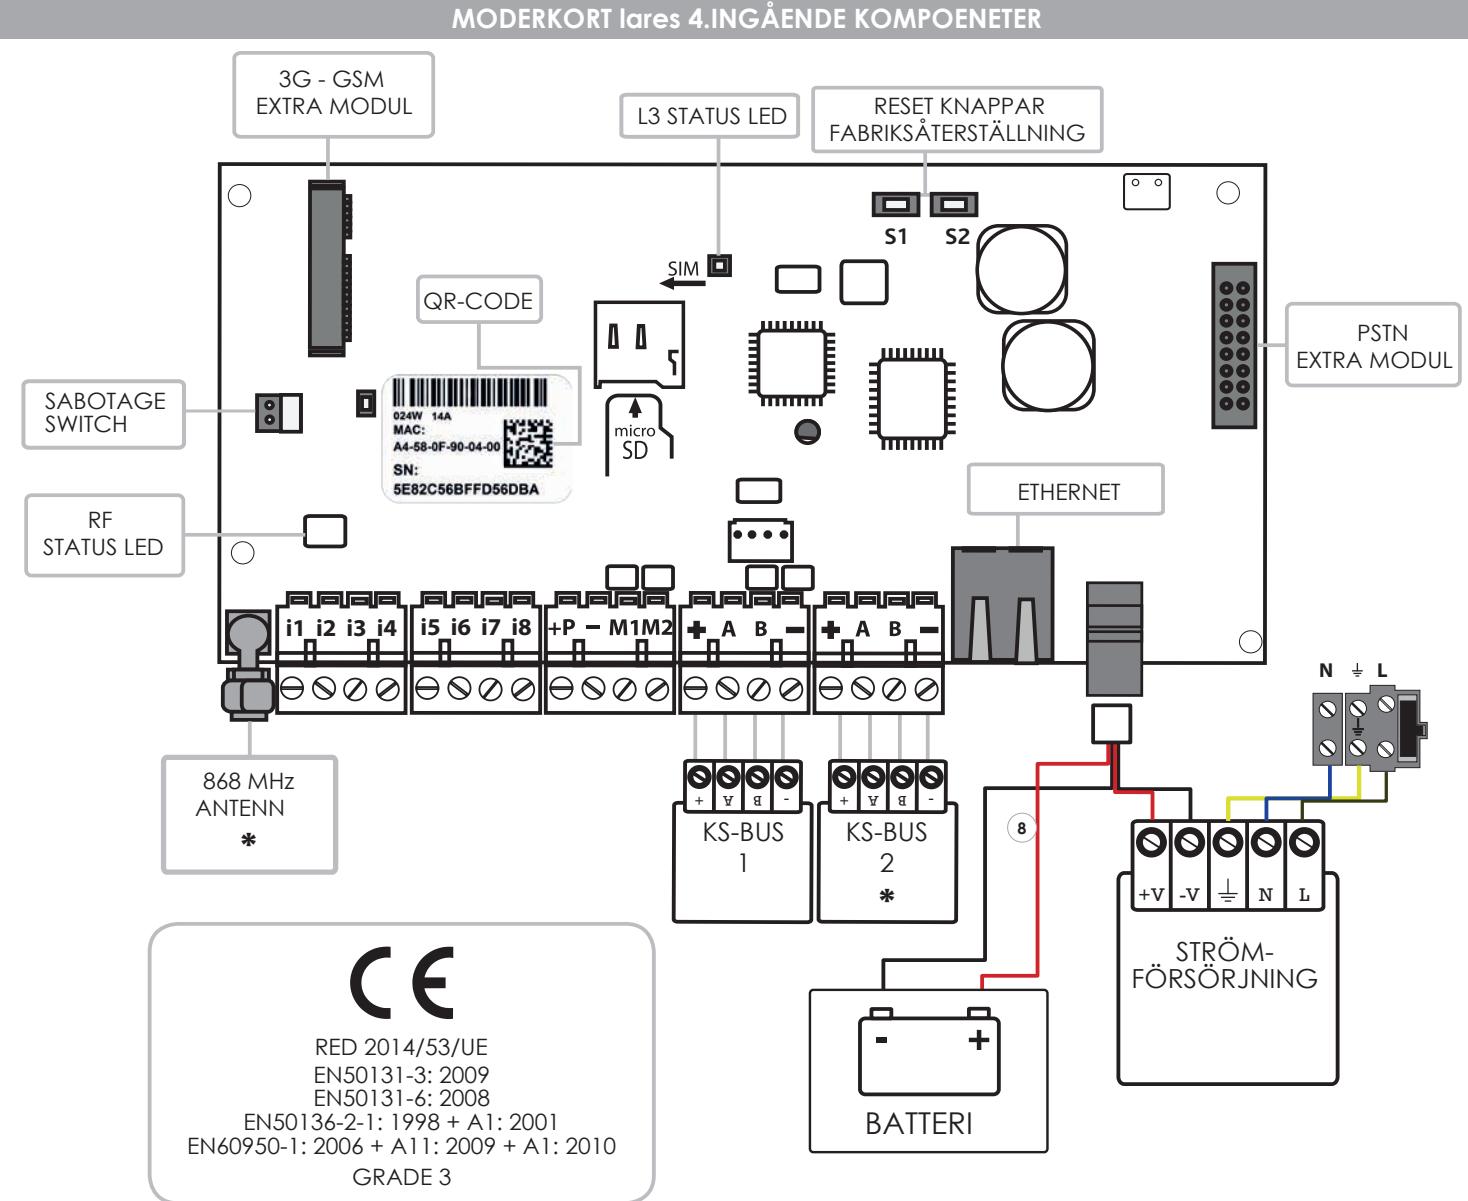 MODERKORT lares 4.INGÅENDE KOMPOENETER
3G - GSM
EXTRA MODUL
L3 STATUS LED
RESET KNAPPAR
FABRIKSÅTERSTÄLLNING
S1 S2
SIM
QR-CODE
PSTN
EXTRA MODUL
SABOTAGE
SWITCH
024W 14A
MAC:
A4-58-0F-90-04-00
SN:
5E82C56BFFD56DBA
micro
SD
ETHERNET
RF
STATUS LED
i1 i2 i3 i4
i5 i6 i7 i8
+P − M1 M2
+ A B −
+ A B −
N ⏚ L
868 MHz
ANTENN
*
+ A B -
KS-BUS
1
+ A B -
KS-BUS
2
*
8
+V -V ⏚ N L
STRÖM-
FÖRSÖRJNING
- +
BATTERI
CE
RED 2014/53/UE
EN50131-3: 2009
EN50131-6: 2008
EN50136-2-1: 1998 + A1: 2001
EN60950-1: 2006 + A11: 2009 + A1: 2010
GRADE 3